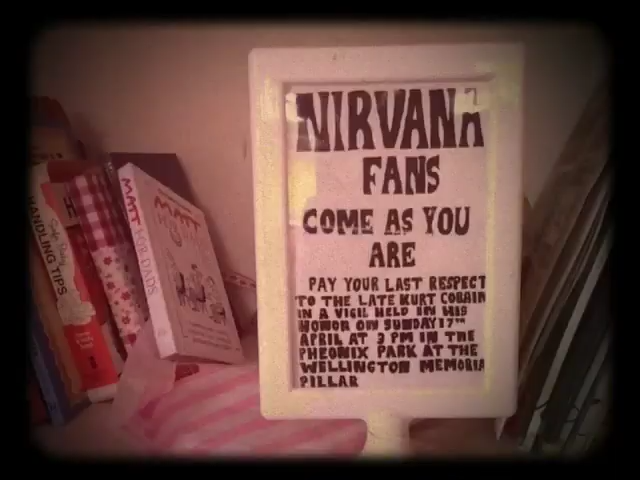 NIRVANA
FANS
COME AS YOU
ARE
PAY YOUR LAST RESPECT
TO THE LATE KURT COBAIN
IN A VIGIL HELD IN HIS
HONOR ON SUNDAY 17TH
APRIL AT 3 PM IN THE
PHEONIX PARK AT THE
WELLINGTON MEMORIA
PILLAR
HANDLING TIPS
MATT
FOR DADS
MATT